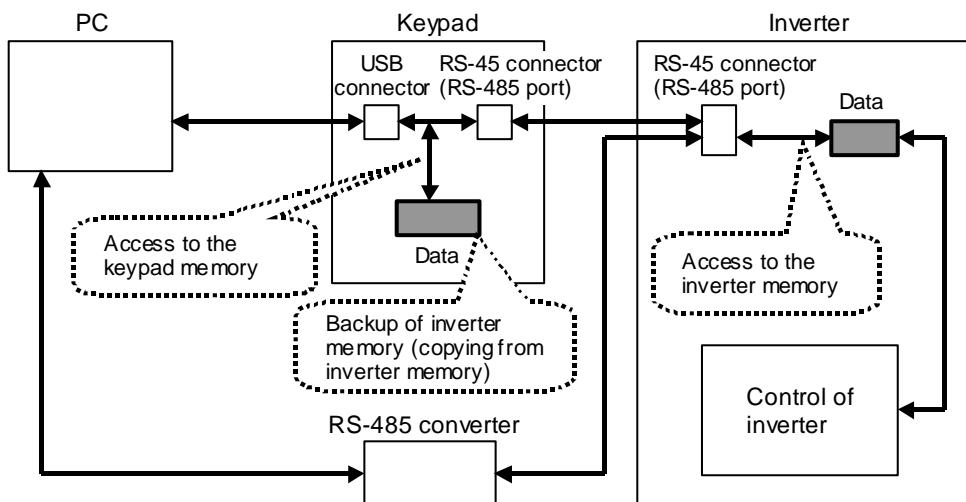 PC
Keypad
Inverter
USB
connector
RS-45 connector
(RS-485 port)
RS-45 connector
(RS-485 port)
Data
Access to the
keypad memory
Data
Access to the
inverter memory
Backup of inverter
memory (copying from
inverter memory)
Control of
inverter
RS-485 converter